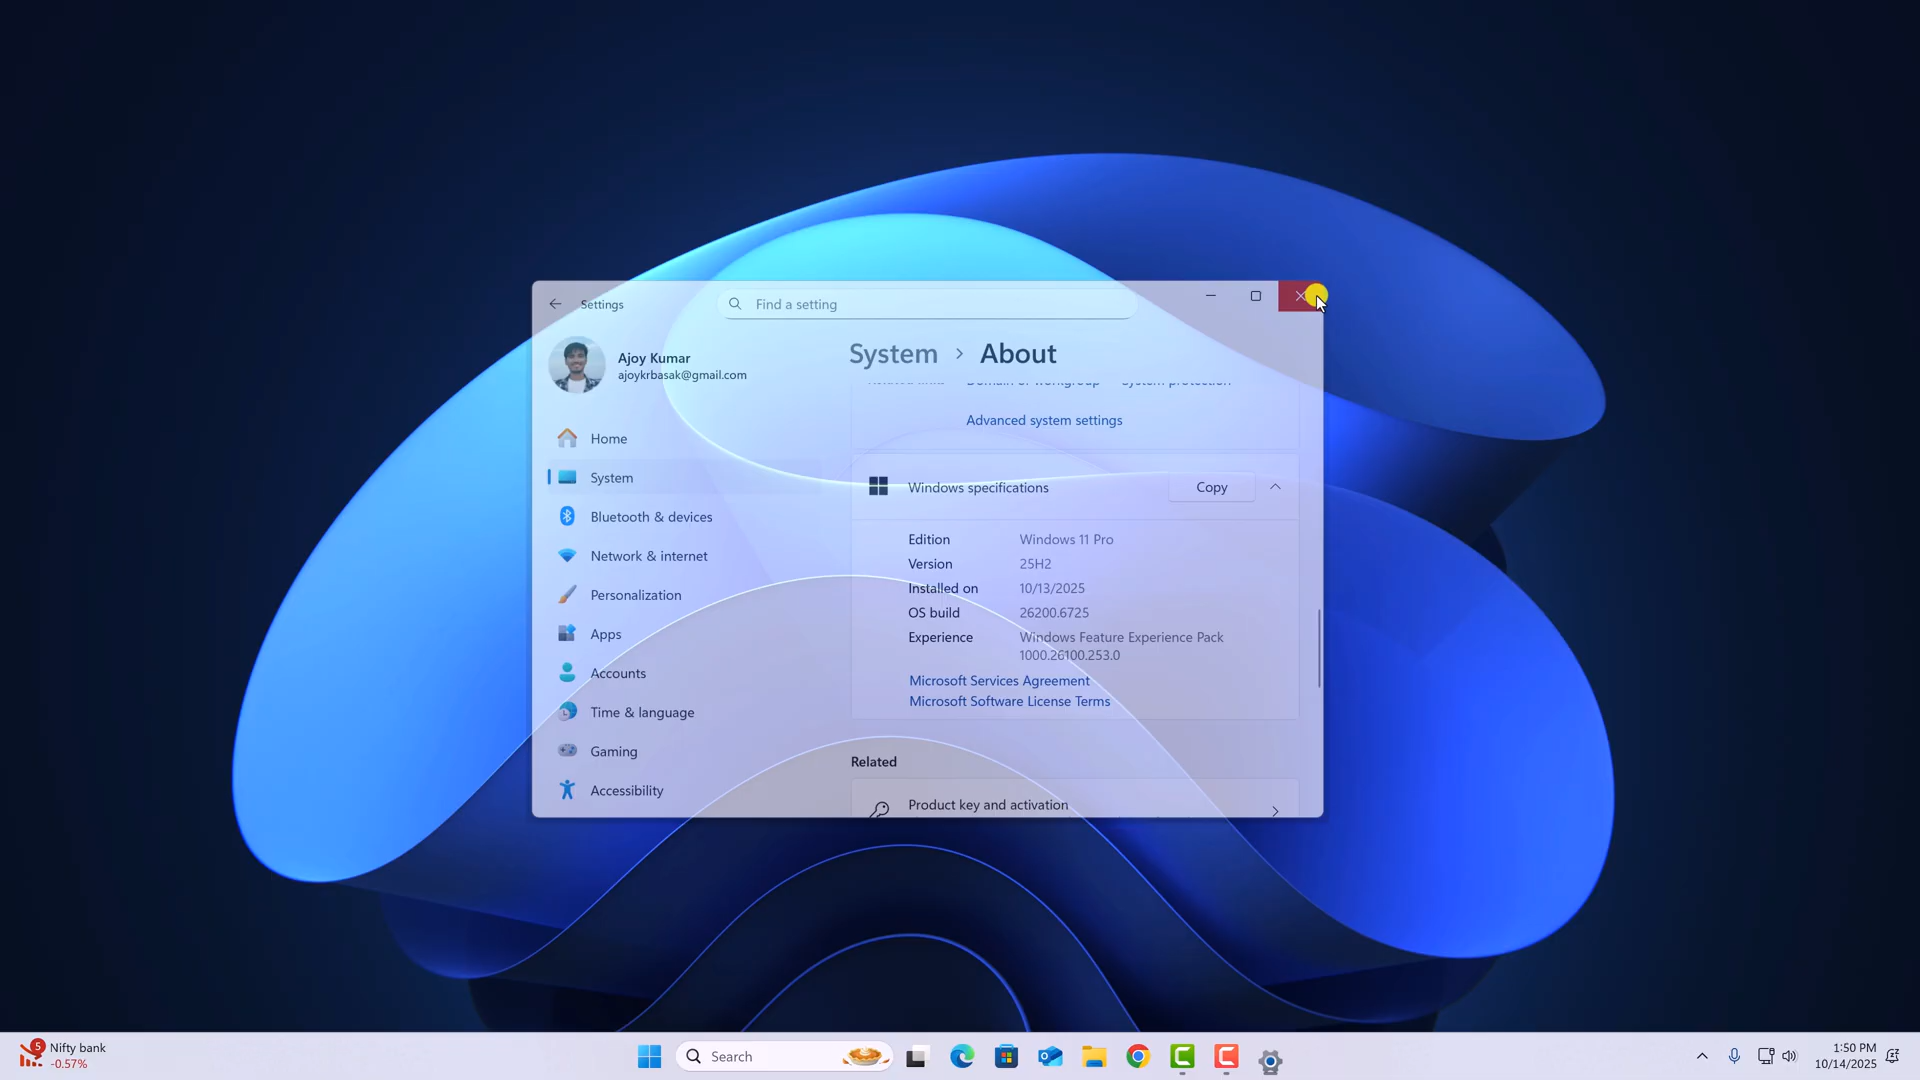 Settings
Find a setting
Ajoy Kumar
ajoykrbasak@gmail.com
Home
System
Bluetooth & devices
Network & internet
Personalization
Apps
Accounts
Time & language
Gaming
Accessibility
System > About
Advanced system settings
Windows specifications
Copy
Edition Windows 11 Pro
Version 25H2
Installed on 10/13/2025
OS build 26200.6725
Experience Windows Feature Experience Pack
1000.26100.253.0
Microsoft Services Agreement
Microsoft Software License Terms
Related
Product key and activation
5
Nifty bank
-0.57%
Search
1:50 PM
10/14/2025